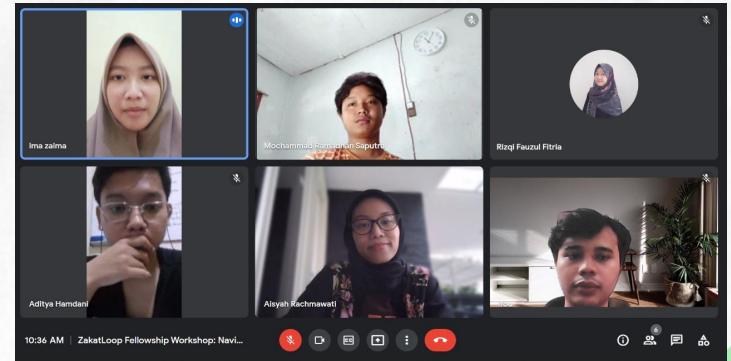 ima zaima
Mochammad Ramadhan Saputra
Rizqi Fauzul Fitria
Aditya Hamdani
Aisyah Rachmawati
10:36 AM | ZakatLoop Fellowship Workshop: Navi...
6